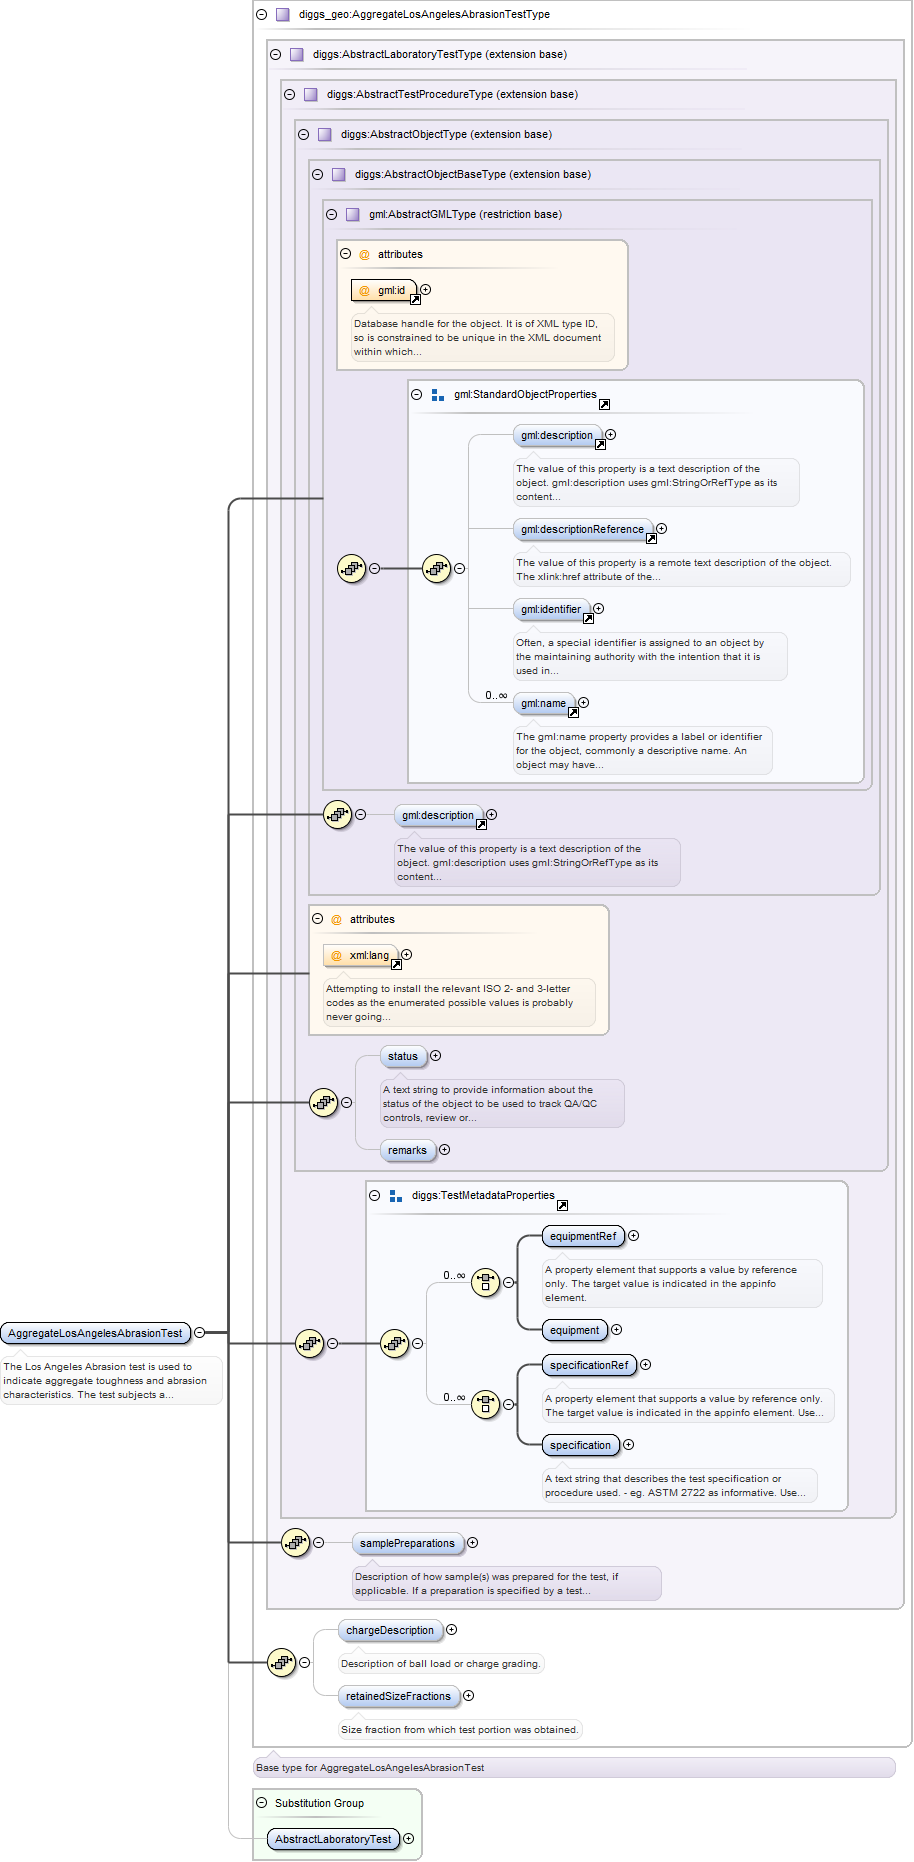 diggs_geo:AggregateLosAngelesAbrasionTestType
diggs:AbstractLaboratoryTestType (extension base)
diggs:AbstractTestProcedureType (extension base)
diggs:AbstractObjectType (extension base)
diggs:AbstractObjectBaseType (extension base)
gml:AbstractGMLType (restriction base)
@ attributes
@ gml:id
Database handle for the object. It is of XML type ID,
so is constrained to be unique in the XML document
within which...
gml:StandardObjectProperties
gml:description
The value of this property is a text description of the
object. gml:description uses gml:StringOrRefType as its
content...
gml:descriptionReference
The value of this property is a remote text description of the object.
The xlink:href attribute of the...
gml:identifier
Often, a special identifier is assigned to an object by
the maintaining authority with the intention that it is
used in...
0..∞
gml:name
The gml:name property provides a label or identifier
for the object, commonly a descriptive name. An
object may have...
gml:description
The value of this property is a text description of the
object. gml:description uses gml:StringOrRefType as its
content...
@ attributes
@ xml:lang
Attempting to install the relevant ISO 2- and 3-letter
codes as the enumerated possible values is probably
never going...
status
A text string to provide information about the
status of the object to be used to track QA/QC
controls, review or...
remarks
diggs:TestMetadataProperties
equipmentRef
A property element that supports a value by reference
only. The target value is indicated in the appinfo
element.
0..∞
equipment
AggregateLosAngelesAbrasionTest
The Los Angeles Abrasion test is used to
indicate aggregate toughness and abrasion
characteristics. The test subjects a...
specificationRef
A property element that supports a value by reference only.
The target value is indicated in the appinfo element. Use...
0..∞
specification
A text string that describes the test specification or
procedure used. - eg. ASTM 2722 as informative. Use...
samplePreparations
Description of how sample(s) was prepared for the test, if
applicable. If a preparation is specified by a test...
chargeDescription
Description of ball load or charge grading.
retainedSizeFractions
Size fraction from which test portion was obtained.
Base type for AggregateLosAngelesAbrasionTest
Substitution Group
AbstractLaboratoryTest